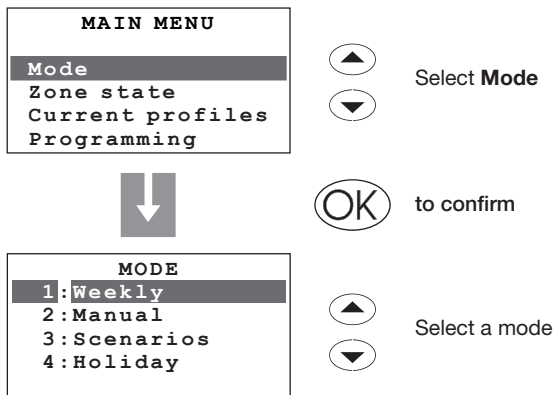 MAIN MENU
Mode
Zone state
Current profiles
Programming
Select Mode
OK
to confirm
MODE
1:Weekly
2:Manual
3:Scenarios
4:Holiday
Select a mode